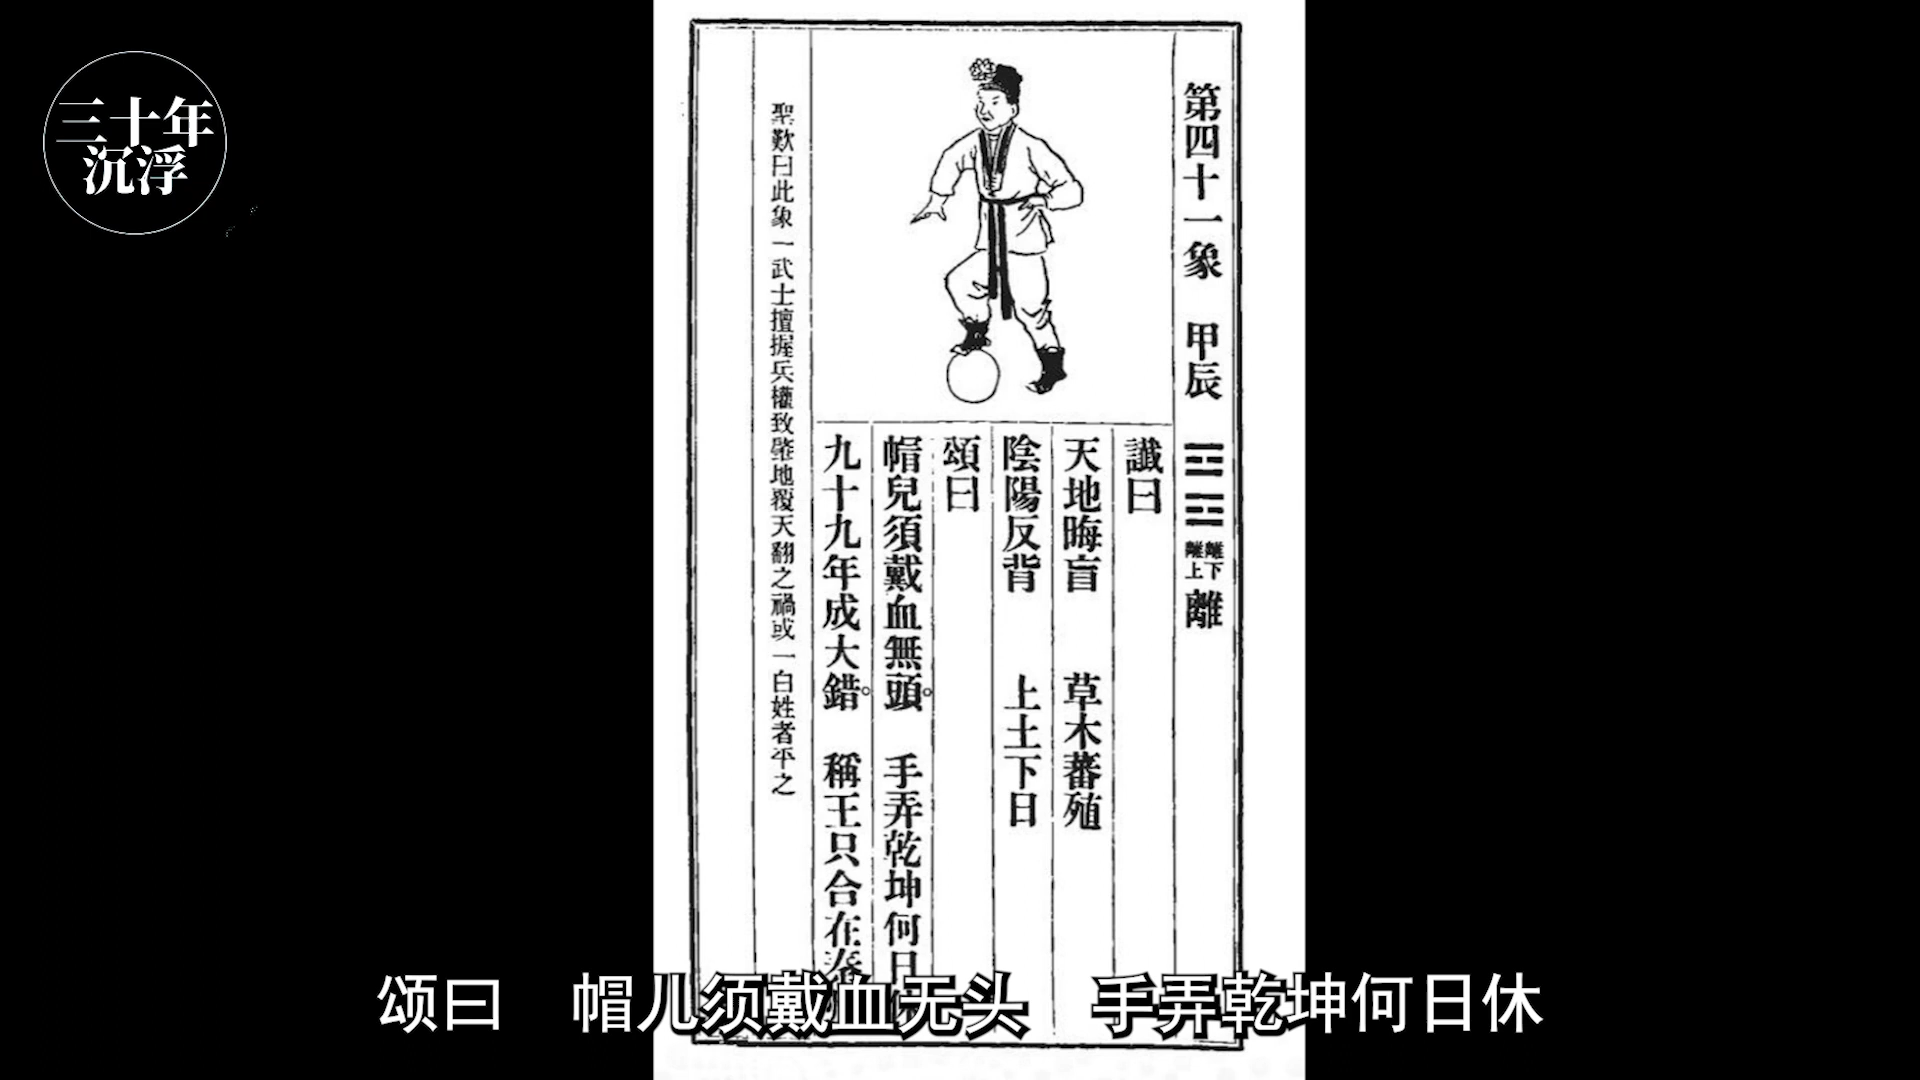 三十年
沉浮
第四十一象 甲辰 ䷝ 離下離上 離
讖曰
天地晦盲 草木蕃殖
陰陽反背 上土下日
頌曰
帽兒須戴血無頭。 手弄乾坤何日休
九十九年成大錯。 稱王只合在秦
聖歎曰此象一武士擅握兵權致肇地覆天翻之禍或一白姓者平之
颂曰 帽儿须戴血无头 手弄乾坤何日休